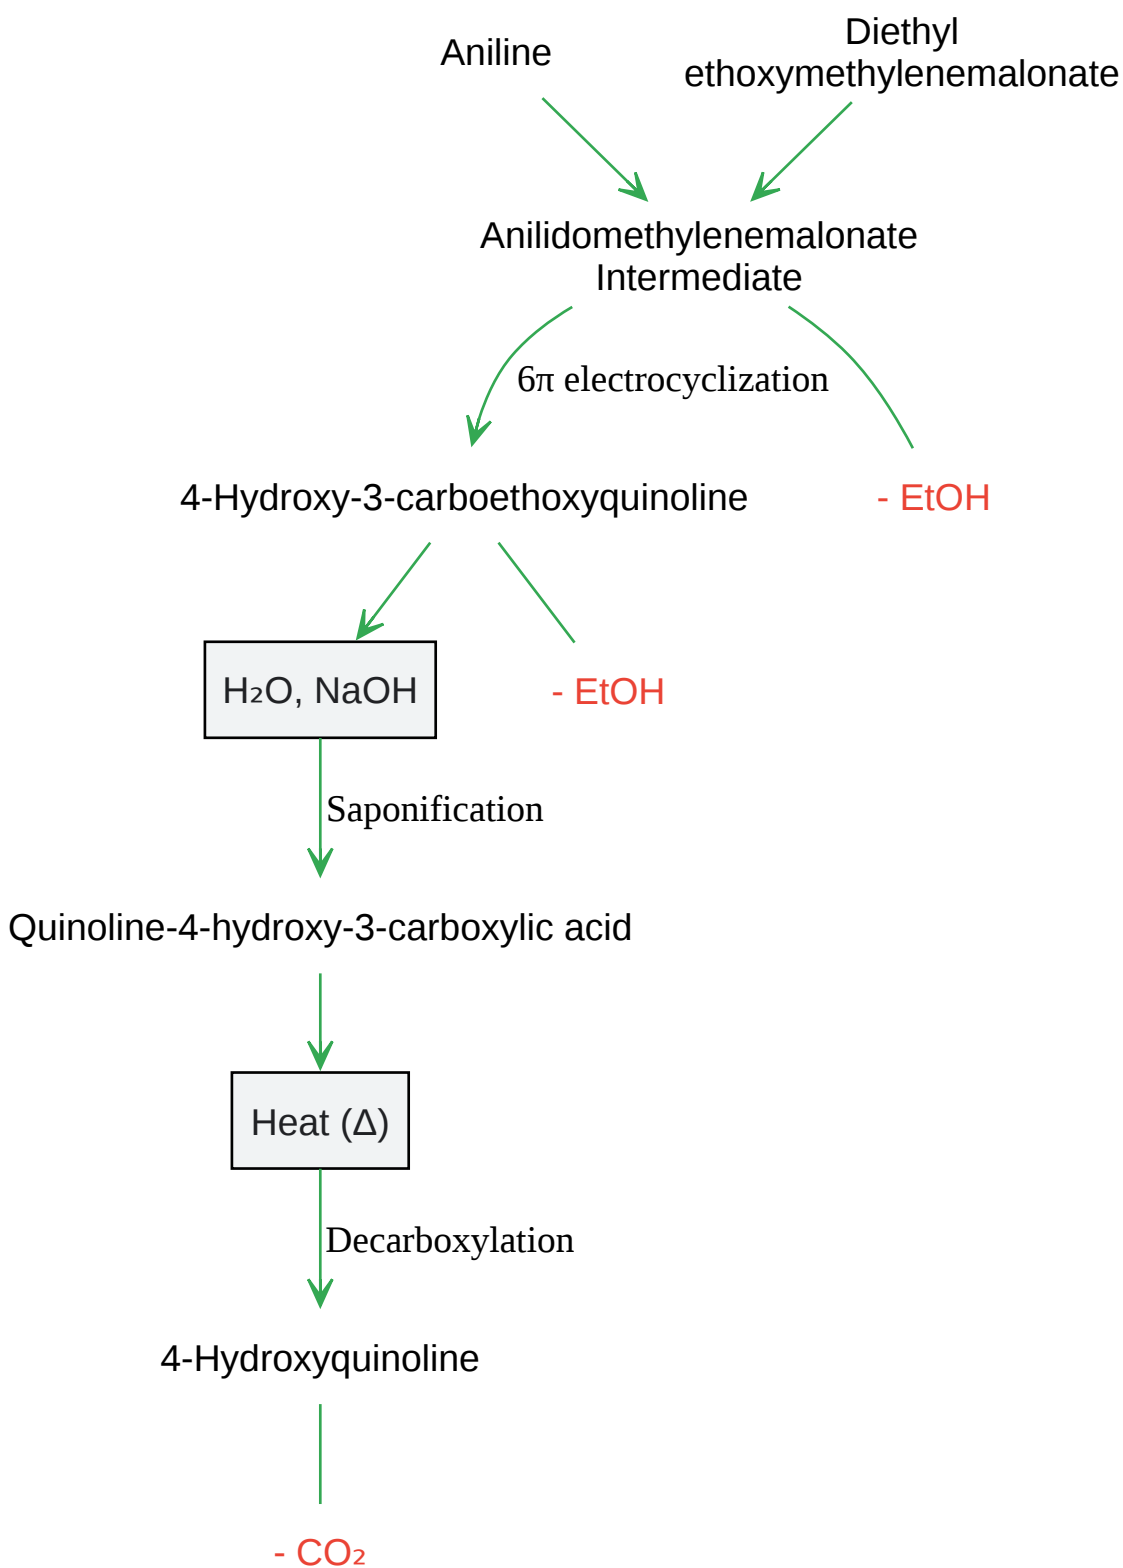 Aniline
Diethyl
ethoxymethylenemalonate
Anilidomethylenemalonate
Intermediate
6π electrocyclization
4-Hydroxy-3-carboethoxyquinoline
- EtOH
H₂O, NaOH
- EtOH
Saponification
Quinoline-4-hydroxy-3-carboxylic acid
Heat (Δ)
Decarboxylation
4-Hydroxyquinoline
- CO₂